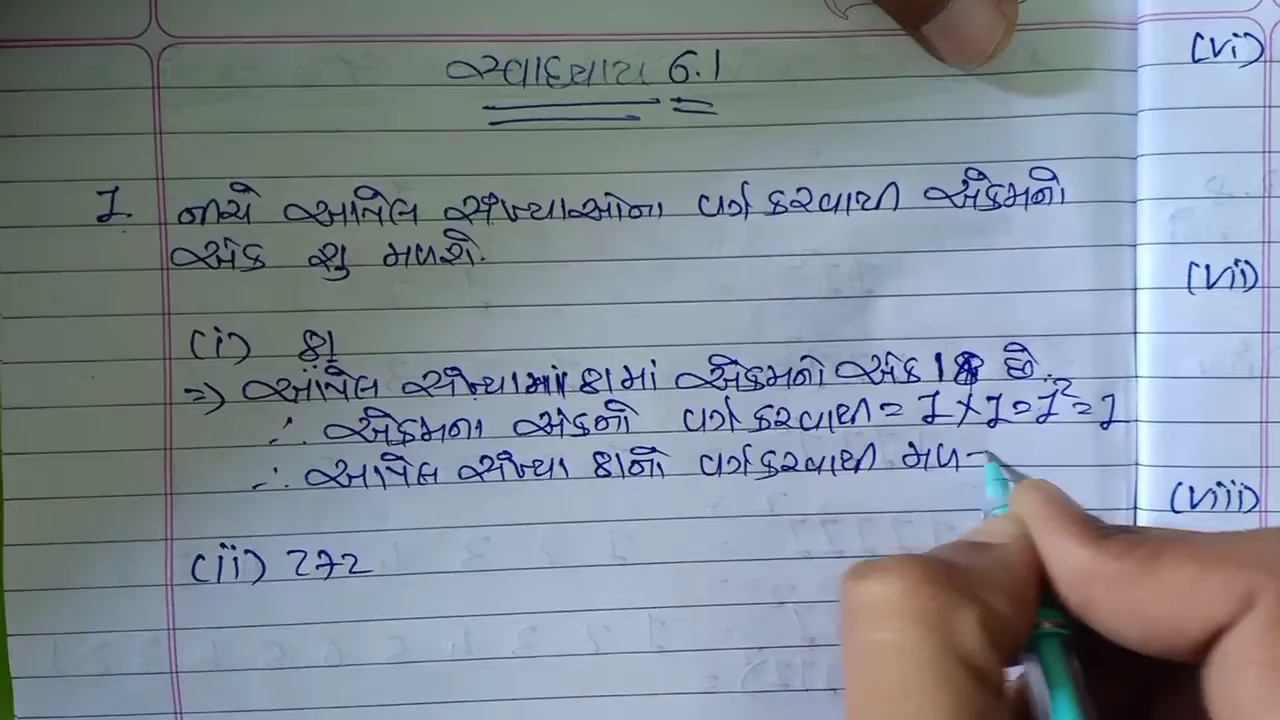 સ્વાધ્યાય 6.1
1. નીચે આપેલ સંખ્યાઓના વર્ગ કરવાથી એકમનો
અંક શું મળશે.
(i) 81
=> આપેલ સંખ્યામાં 81માં એકમનો અંક 1 છે.
∴ એકમના અંકનો વર્ગ કરવાથી = 1 × 1 = 1² = 1
∴ આપેલ સંખ્યા 81નો વર્ગ કરવાથી મળ
(ii) 272
(vi)
(vii)
(viii)